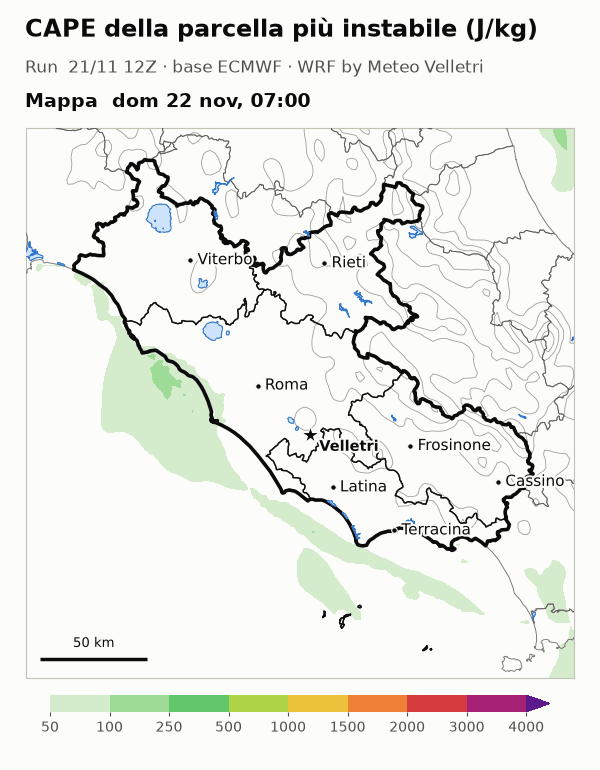 CAPE della parcella più instabile (J/kg)
Run  21/11 12Z · base ECMWF · WRF by Meteo Velletri
Mappa  dom 22 nov, 07:00
Viterbo
Rieti
Roma
Velletri
Frosinone
Cassino
Latina
Terracina
50 km
50 100 250 500 1000 1500 2000 3000 4000